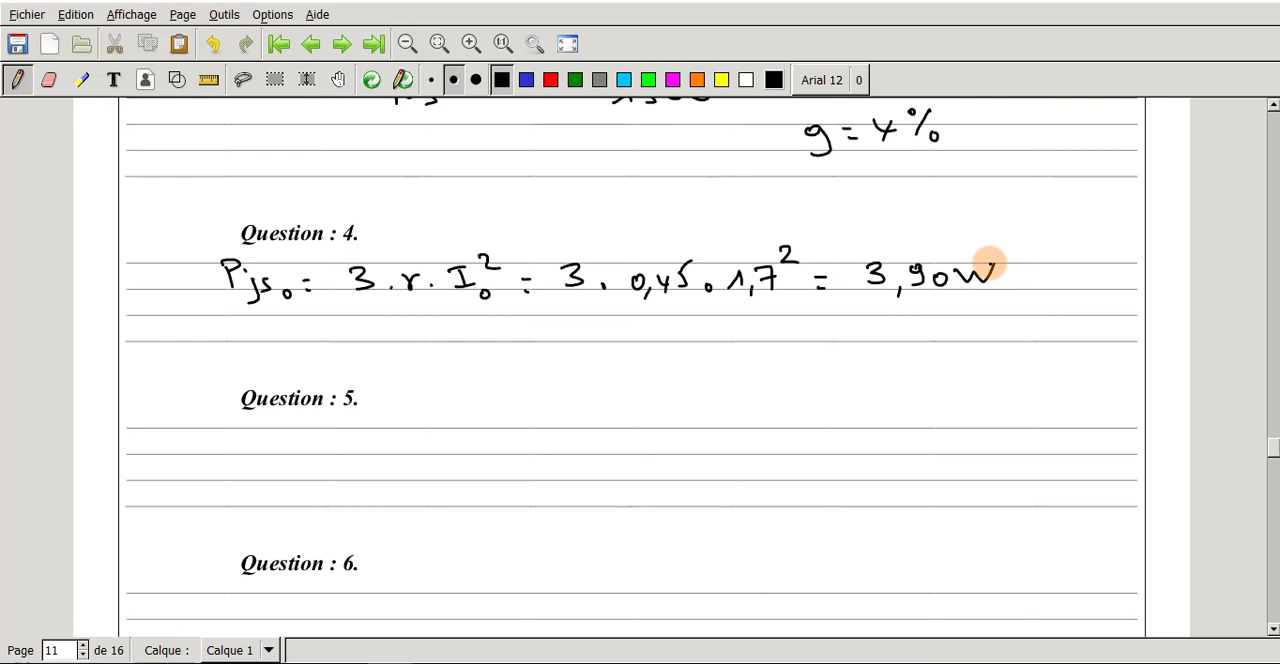 Fichier Edition Affichage Page Outils Options Aide
T Arial 12 0
g = 4%
Question : 4.
Pjs₀ = 3 . r . I₀² = 3 . 0,45 . 1,7² = 3,90W
Question : 5.
Question : 6.
Page 11 de 16 Calque : Calque 1